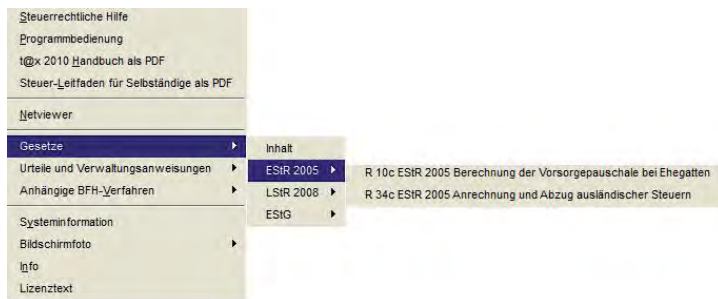 Steuerrechtliche Hilfe
Programmbedienung
t@x 2010 Handbuch als PDF
Steuer-Leitfaden für Selbständige als PDF
Netviewer
Gesetze
Urteile und Verwaltungsanweisungen
Anhängige BFH-Verfahren
Systeminformation
Bildschirmfoto
Info
Lizenztext
Inhalt
EStR 2005
LStR 2008
EStG
R 10c EStR 2005 Berechnung der Vorsorgepauschale bei Ehegatten
R 34c EStR 2005 Anrechnung und Abzug ausländischer Steuern